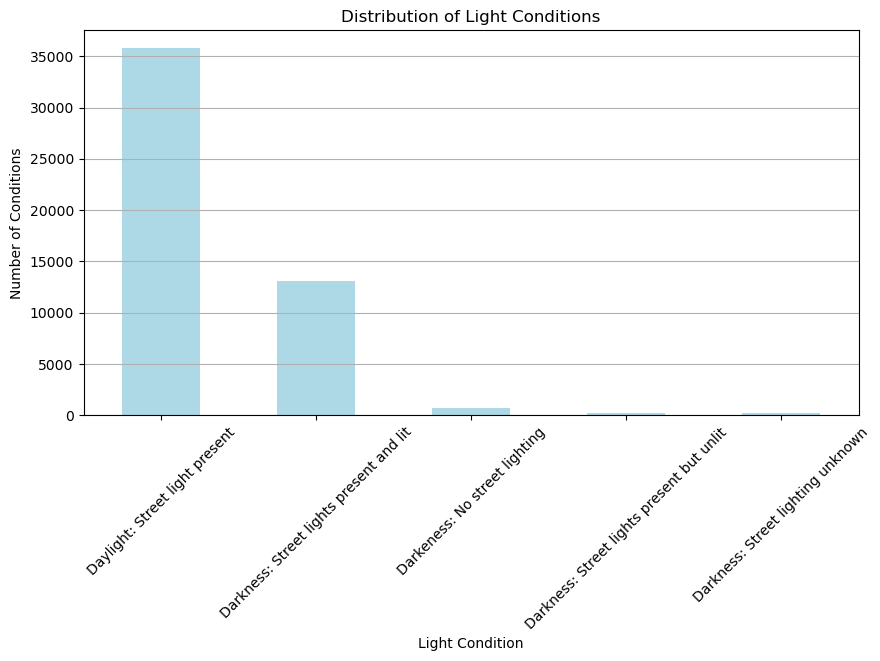 Distribution of Light Conditions
Number of Conditions
35000
30000
25000
20000
15000
10000
5000
0
Daylight: Street light present
Darkness: Street lights present and lit
Darkeness: No street lighting
Darkness: Street lights present but unlit
Darkness: Street lighting unknown
Light Condition